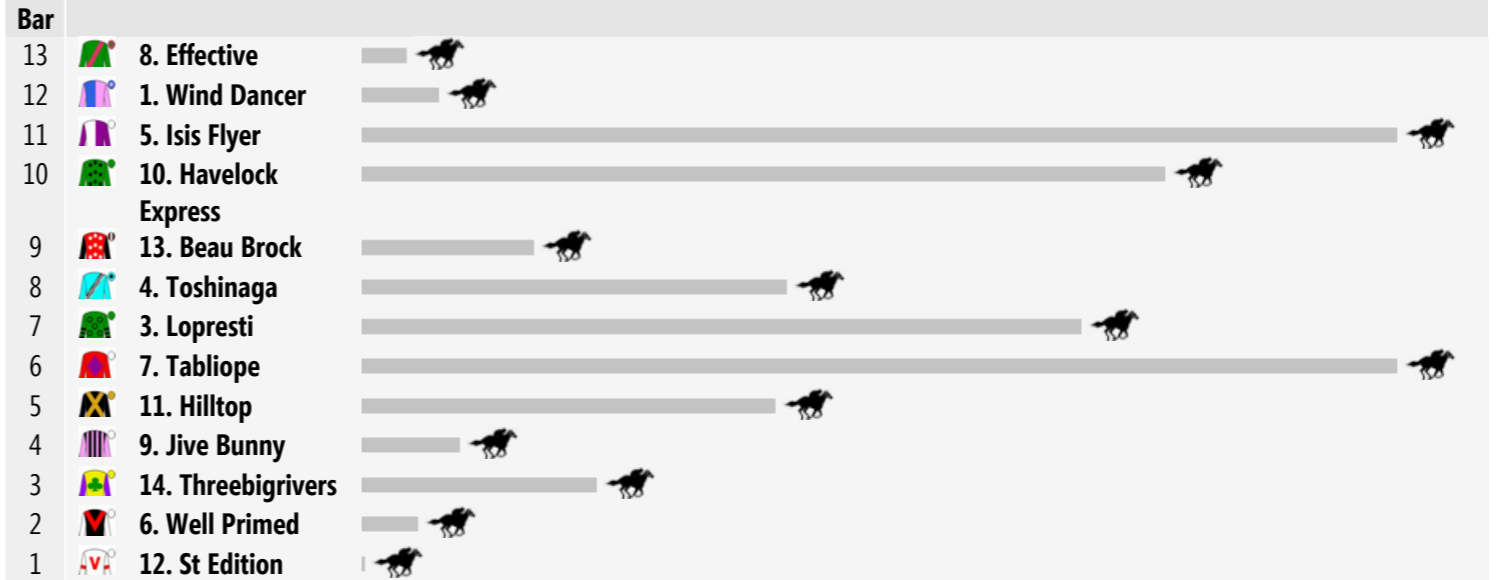 Bar
13 8. Effective
12 1. Wind Dancer
11 5. Isis Flyer
10 10. Havelock
Express
9 13. Beau Brock
8 4. Toshinaga
7 3. Lopresti
6 7. Tabliope
5 11. Hilltop
4 9. Jive Bunny
3 14. Threebigrivers
2 6. Well Primed
1 V 12. St Edition